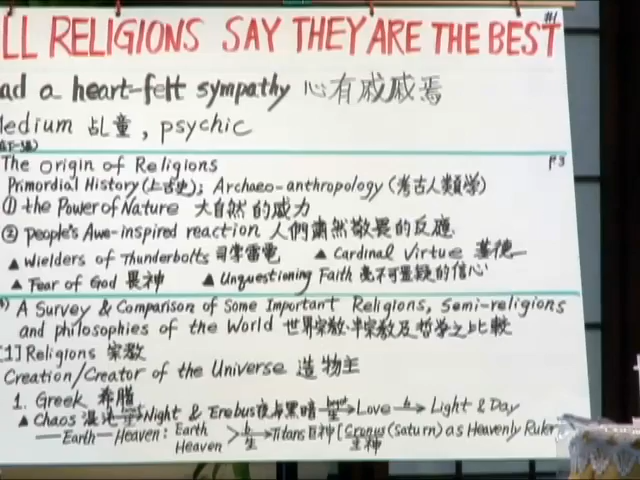 #1
LL RELIGIONS SAY THEY ARE THE BEST
ad a heart-felt sympathy 心有戚戚焉
Medium 乩童, psychic
P3
The Origin of Religions
Primordial History (上古史); Archaeo-anthropology (考古人類學)
① the Power of Nature 大自然的威力
② people's Awe-inspired reaction 人們肅然敬畏的反應
▲ Wielders of Thunderbolts 司掌雷電 ▲ Cardinal Virtue 基德
▲ Fear of God 畏神 ▲ Unquestioning Faith 毫不置疑的信心
A Survey & Comparison of Some Important Religions, Semi-religions
and philosophies of the World 世界宗教、半宗教及哲學之比較
[1] Religions 宗教
Creation/Creator of the Universe 造物主
1. Greek 希臘
▲ Chaos 混沌 → Night & Erebus 夜與黑暗 → Love b→ Light & Day
— Earth — Heaven: Earth
Heaven > b生→ Titans 巨神 [Cronus (Saturn) as Heavenly Ruler
主神